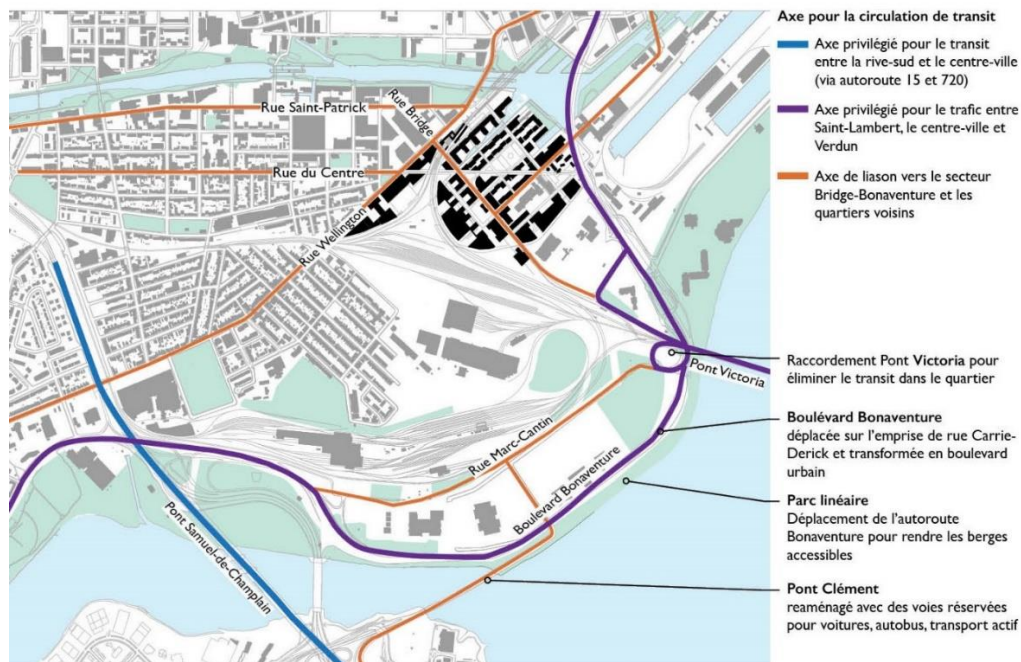 Axe pour la circulation de transit
Axe privilégié pour le transit
entre la rive-sud et le centre-ville
(via autoroute 15 et 720)
Axe privilégié pour le trafic entre
Saint-Lambert, le centre-ville et
Verdun
Axe de liason vers le secteur
Bridge-Bonaventure et les
quartiers voisins
Rue Saint-Patrick
Rue Bridge
Rue du Centre
Rue Wellington
Pont Victoria
Rue Marc-Cantin
Boulevard Bonaventure
Pont Samuel-de-Champlain
Raccordement Pont Victoria pour
éliminer le transit dans le quartier
Boulévard Bonaventure
déplacée sur l'emprise de rue Carrie-
Derick et transformée en boulevard
urbain
Parc linéaire
Déplacement de l'autoroute
Bonaventure pour rendre les berges
accessibles
Pont Clément
reaménagé avec des voies réservées
pour voitures, autobus, transport actif